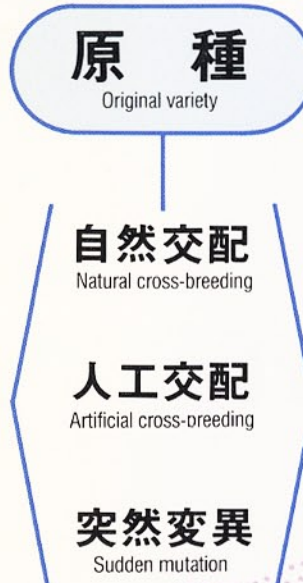 原 種
Original variety
自然交配
Natural cross-breeding
人工交配
Artificial cross-breeding
突然変異
Sudden mutation